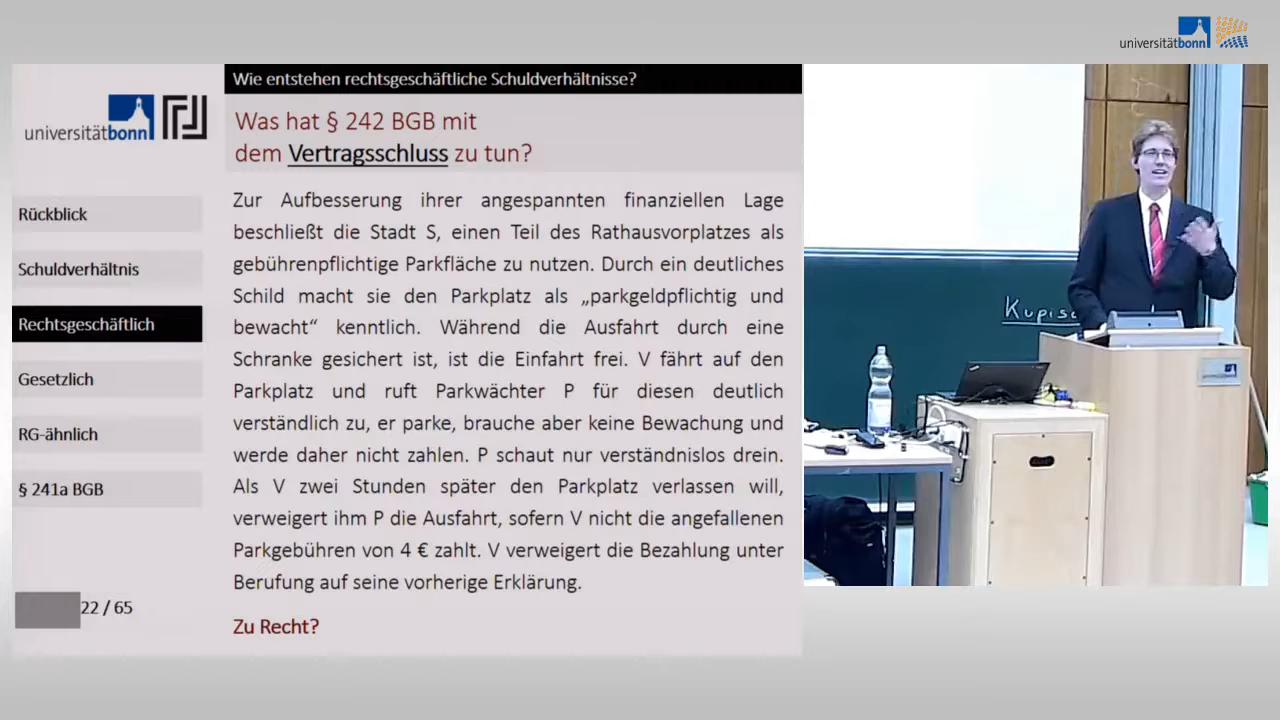 universitätbonn
Wie entstehen rechtsgeschäftliche Schuldverhältnisse?
universitätbonn
Was hat § 242 BGB mit
dem Vertragsschluss zu tun?
Rückblick
Schuldverhältnis
Rechtsgeschäftlich
Gesetzlich
RG-ähnlich
§ 241a BGB
22 / 65
Zur Aufbesserung ihrer angespannten finanziellen Lage
beschließt die Stadt S, einen Teil des Rathausvorplatzes als
gebührenpflichtige Parkfläche zu nutzen. Durch ein deutliches
Schild macht sie den Parkplatz als „parkgeldpflichtig und
bewacht“ kenntlich. Während die Ausfahrt durch eine
Schranke gesichert ist, ist die Einfahrt frei. V fährt auf den
Parkplatz und ruft Parkwächter P für diesen deutlich
verständlich zu, er parke, brauche aber keine Bewachung und
werde daher nicht zahlen. P schaut nur verständnislos drein.
Als V zwei Stunden später den Parkplatz verlassen will,
verweigert ihm P die Ausfahrt, sofern V nicht die angefallenen
Parkgebühren von 4 € zahlt. V verweigert die Bezahlung unter
Berufung auf seine vorherige Erklärung.
Zu Recht?
Kupis